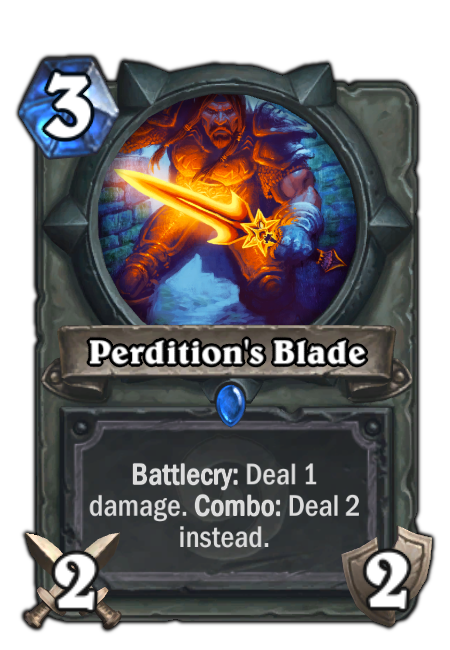 3
Perdition's Blade
Battlecry: Deal 1
damage. Combo: Deal 2
instead.
2
2